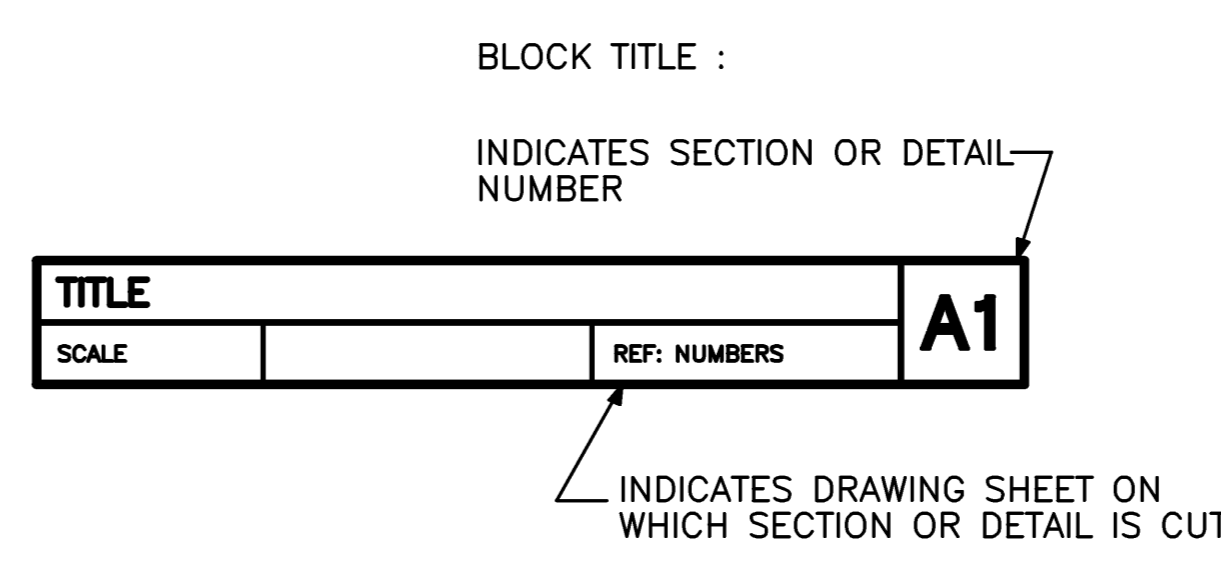 BLOCK TITLE :
INDICATES SECTION OR DETAIL
NUMBER
TITLE
A1
SCALE
REF: NUMBERS
INDICATES DRAWING SHEET ON
WHICH SECTION OR DETAIL IS CUT